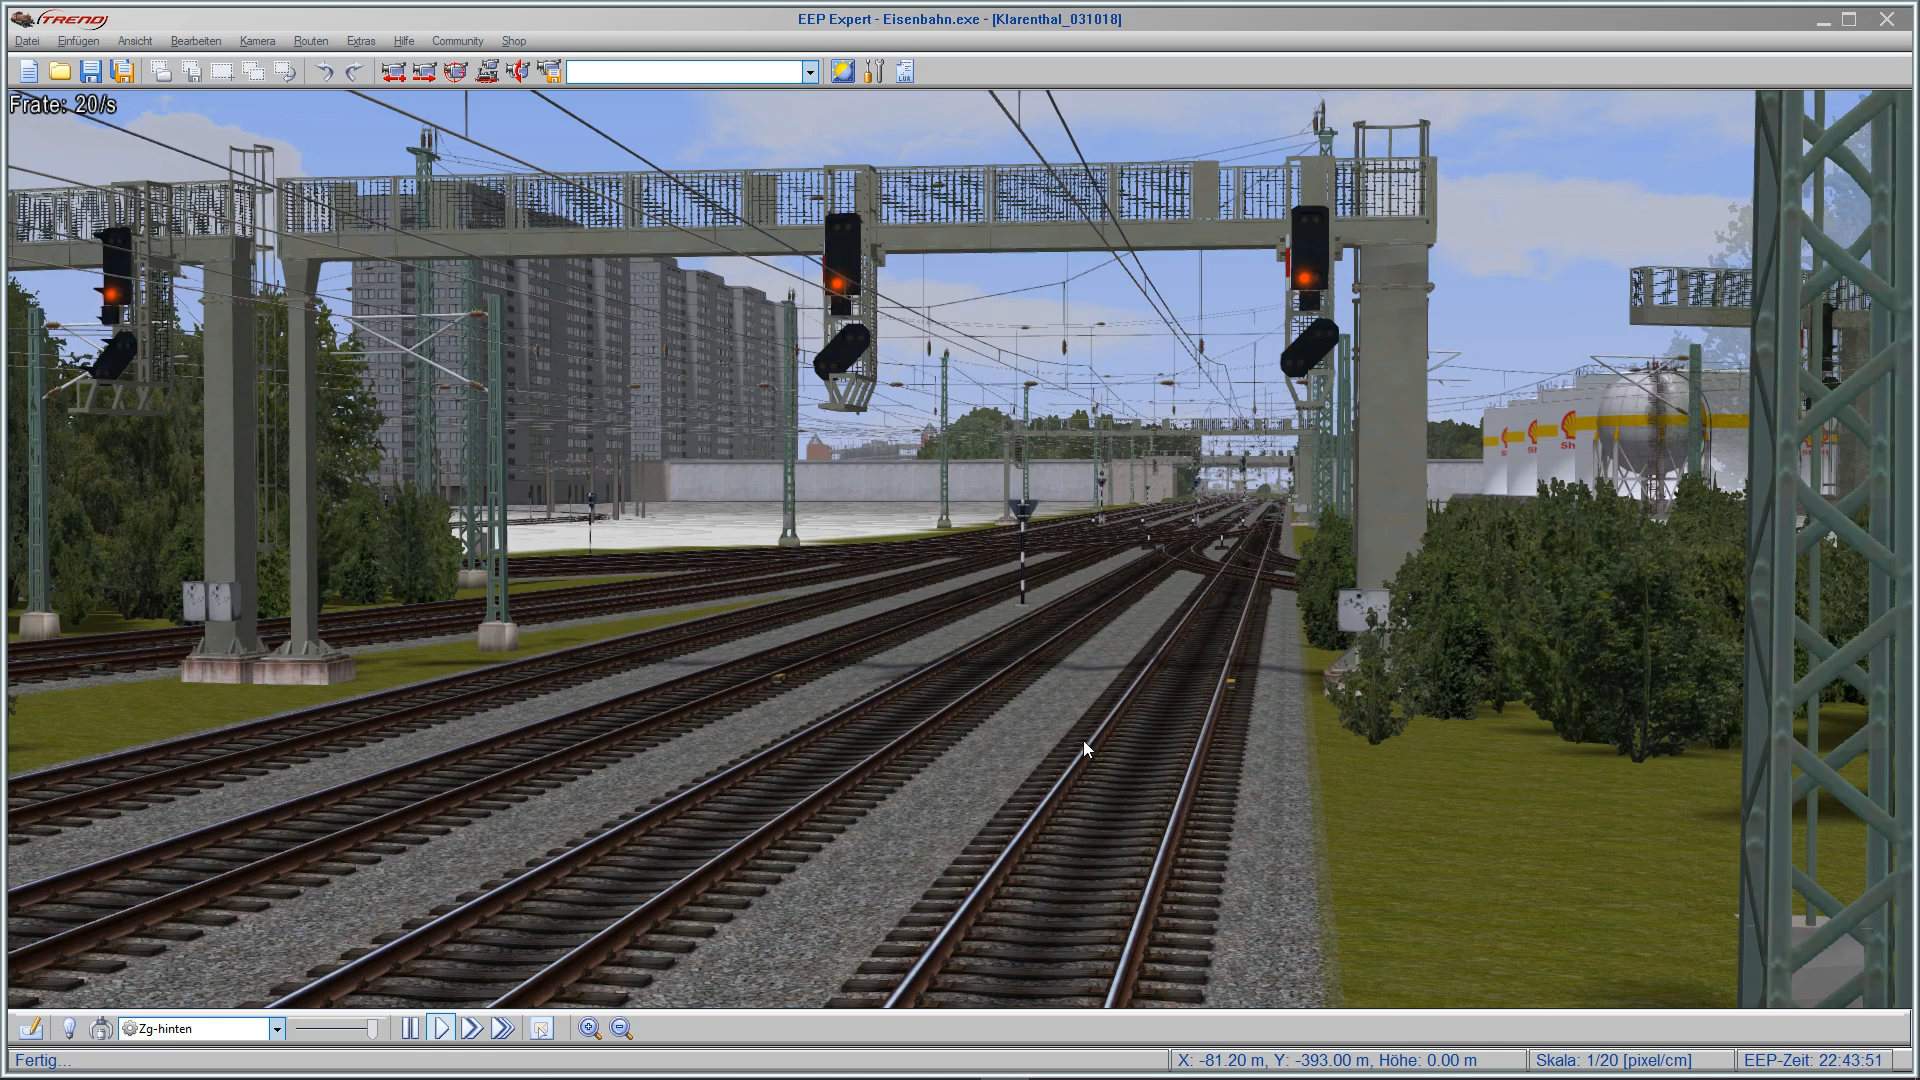 TREND
EEP Expert - Eisenbahn.exe - [Klarenthal_031018]
Datei Einfügen Ansicht Bearbeiten Kamera Routen Extras Hilfe Community Shop
LUA
Frate: 20/s
Sh
Zg-hinten
Fertig...
X: -81.20 m, Y: -393.00 m, Höhe: 0.00 m
Skala: 1/20 [pixel/cm]
EEP-Zeit: 22:43:51